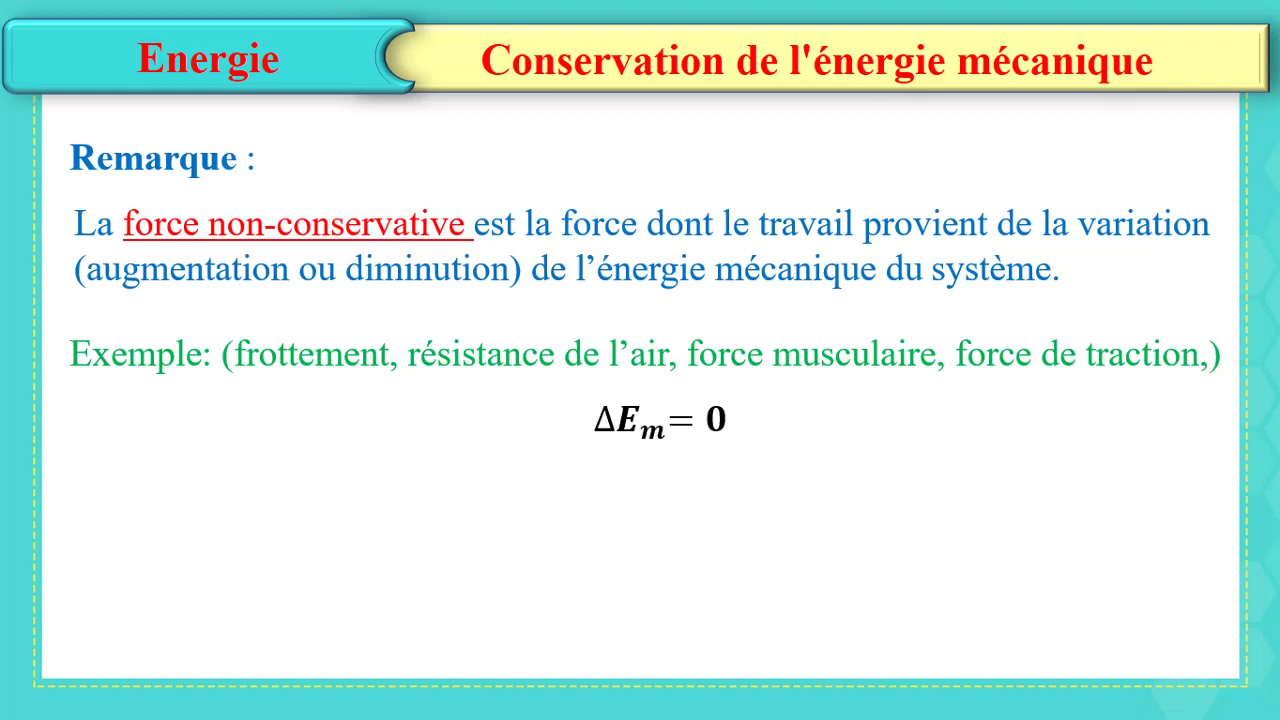 Energie
Conservation de l'énergie mécanique
Remarque :
La force non-conservative est la force dont le travail provient de la variation
(augmentation ou diminution) de l’énergie mécanique du système.
Exemple: (frottement, résistance de l’air, force musculaire, force de traction,)
ΔEₘ= 0